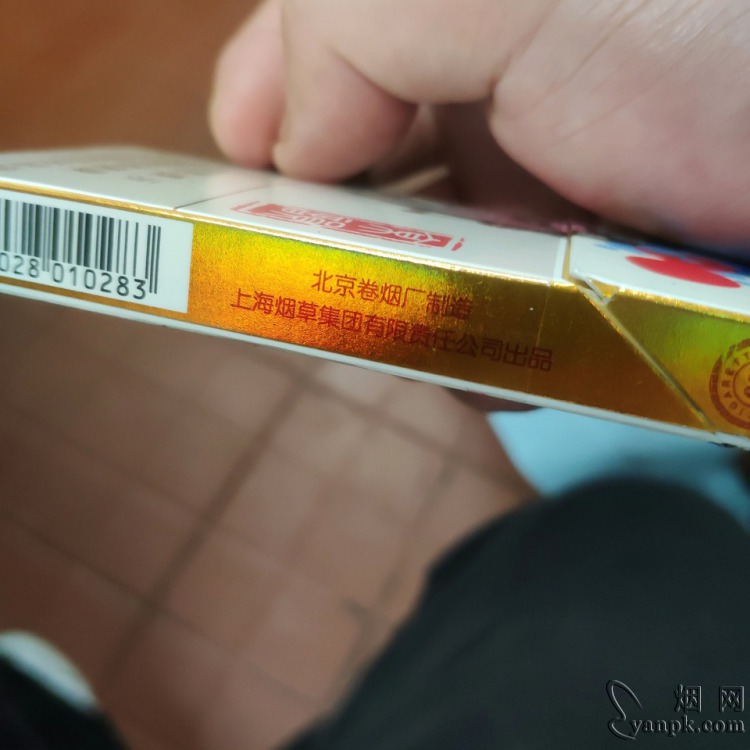 028 010283
北京卷烟厂制造
上海烟草集团有限责任公司出品
烟 网
yanpk.com